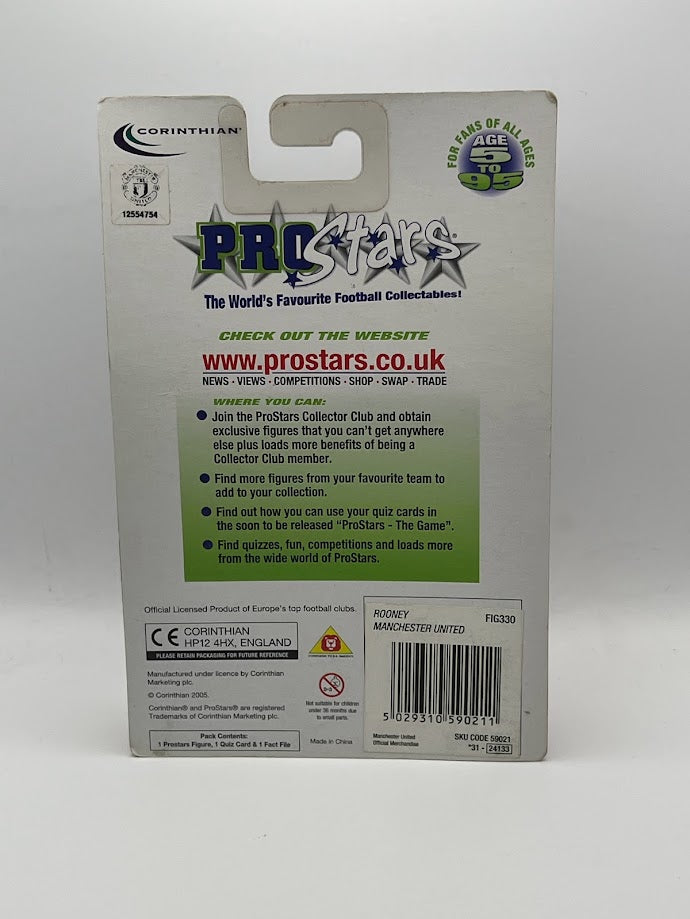 CORINTHIAN
FOR FANS OF ALL AGES
AGE
5
TO
95
MANCHESTER
UNITED
12554754
PROStars
The World's Favourite Football Collectables!
CHECK OUT THE WEBSITE
www.prostars.co.uk
NEWS · VIEWS · COMPETITIONS · SHOP · SWAP · TRADE
WHERE YOU CAN:
Join the ProStars Collector Club and obtain
exclusive figures that you can't get anywhere
else plus loads more benefits of being a
Collector Club member.
Find more figures from your favourite team to
add to your collection.
Find out how you can use your quiz cards in
the soon to be released "ProStars - The Game".
Find quizzes, fun, competitions and loads more
from the wide world of ProStars.
Official Licensed Product of Europe's top football clubs.
CE CORINTHIAN
HP12 4HX, ENGLAND
PLEASE RETAIN PACKAGING FOR FUTURE REFERENCE
Manufactured under licence by Corinthian
Marketing plc.
© Corinthian 2005.
Corinthian® and ProStars® are registered
Trademarks of Corinthian Marketing plc.
Pack Contents:
1 Prostars Figure, 1 Quiz Card & 1 Fact File
0-3
Not suitable for children
under 36 months due
to small parts.
Made in China
ROONEY
FIG330
MANCHESTER UNITED
5 029310 590211
Manchester United
Official Merchandise
SKU CODE 59021
*31 - 24133